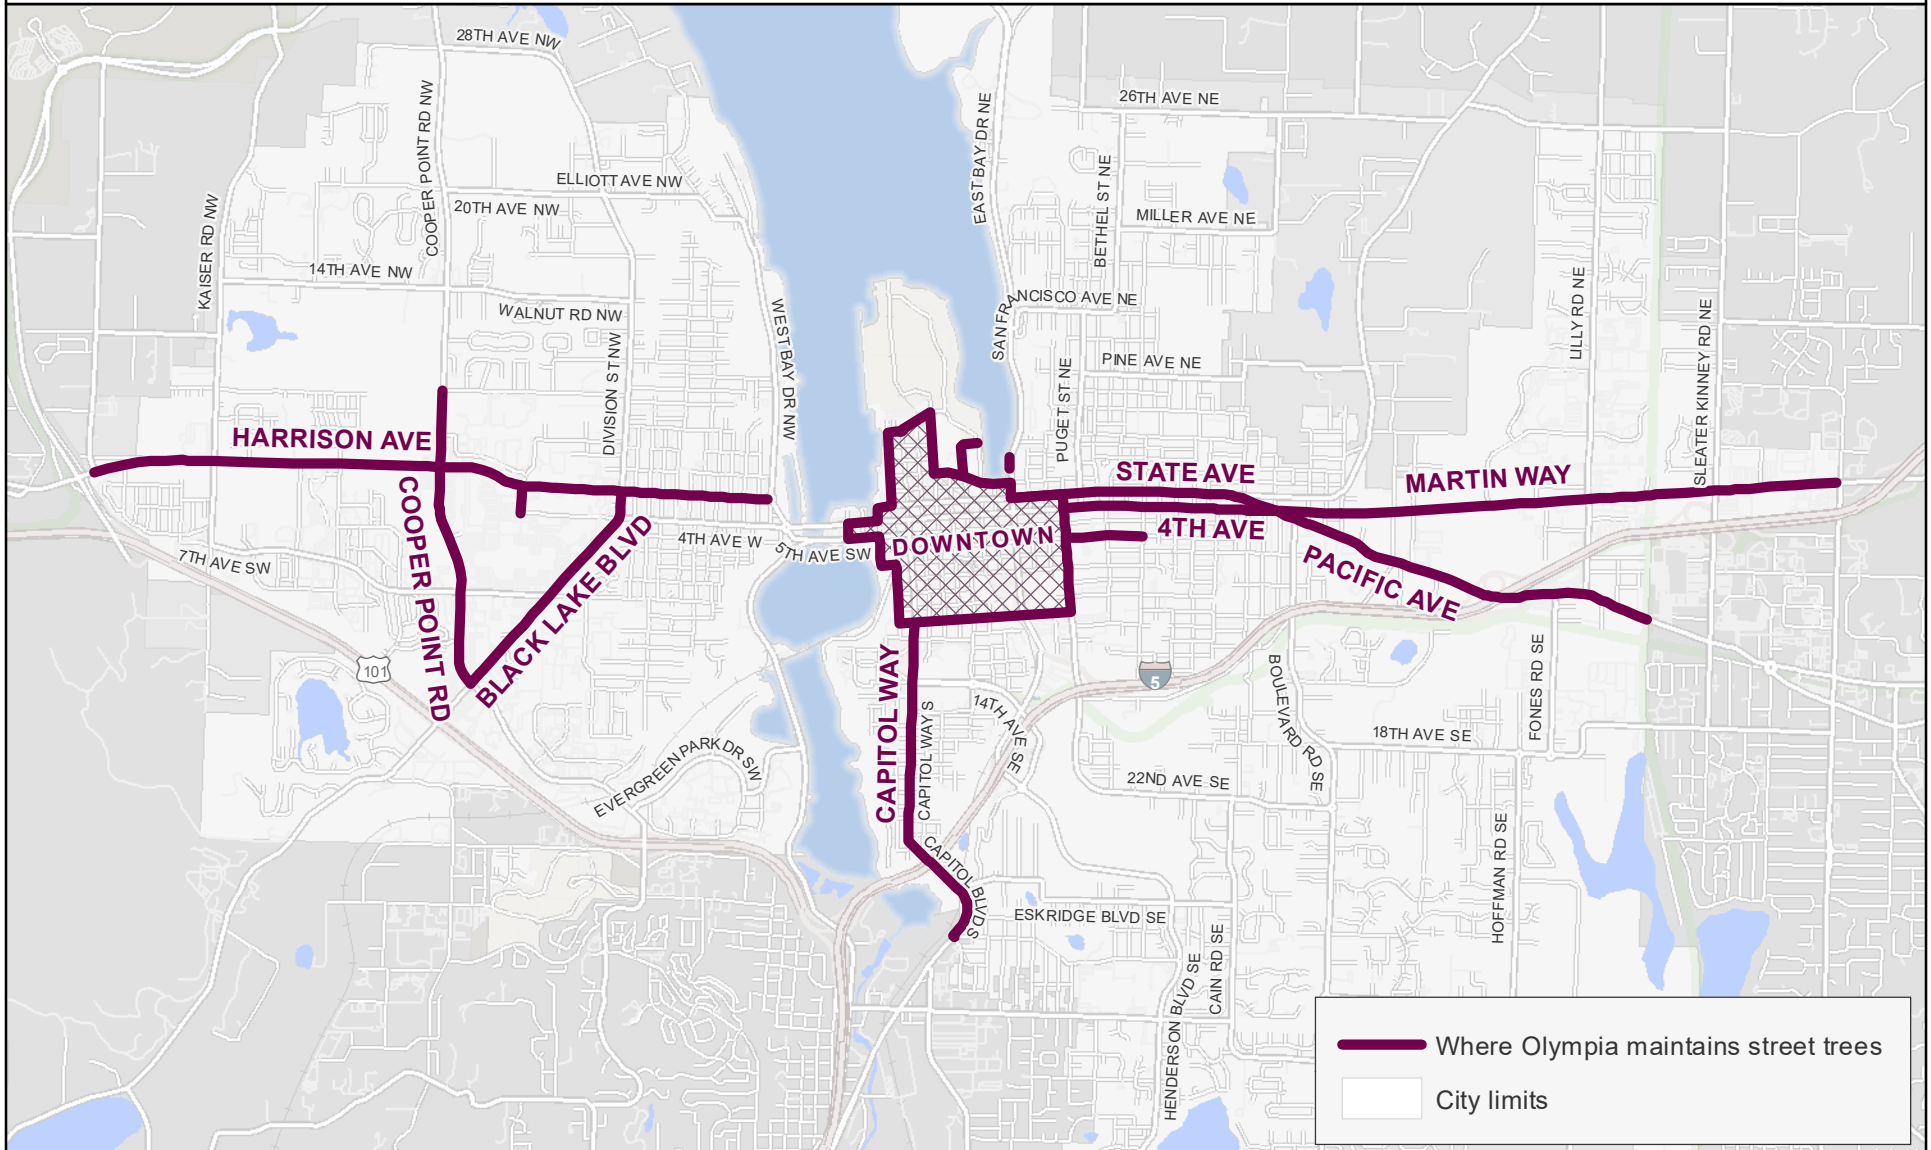 28TH AVE NW
COOPER POINT RD NW
EAST BAY DR NE
26TH AVE NE
ELLIOTT AVE NW
20TH AVE NW
KAISER RD NW
BETHEL ST NE
MILLER AVE NE
14TH AVE NW
WALNUT RD NW
WEST BAY DR NW
SAN FRANCISCO AVE NE
LILLY RD NE
SLEATER KINNEY RD NE
DIVISION ST NW
PUGET ST NE
PINE AVE NE
HARRISON AVE
STATE AVE
MARTIN WAY
COOPER POINT RD
BLACK LAKE BLVD
4TH AVE W
5TH AVE SW
DOWNTOWN
4TH AVE
PACIFIC AVE
7TH AVE SW
101
5
CAPITOL WAY
CAPITOL WAY S
14TH AVE SE
BOULEVARD RD SE
FONES RD SE
18TH AVE SE
EVERGREEN PARK DR SW
22ND AVE SE
CAPITOL BLVD S
HOFFMAN RD SE
ESKRIDGE BLVD SE
CAIN RD SE
HENDERSON BLVD SE
Where Olympia maintains street trees
City limits